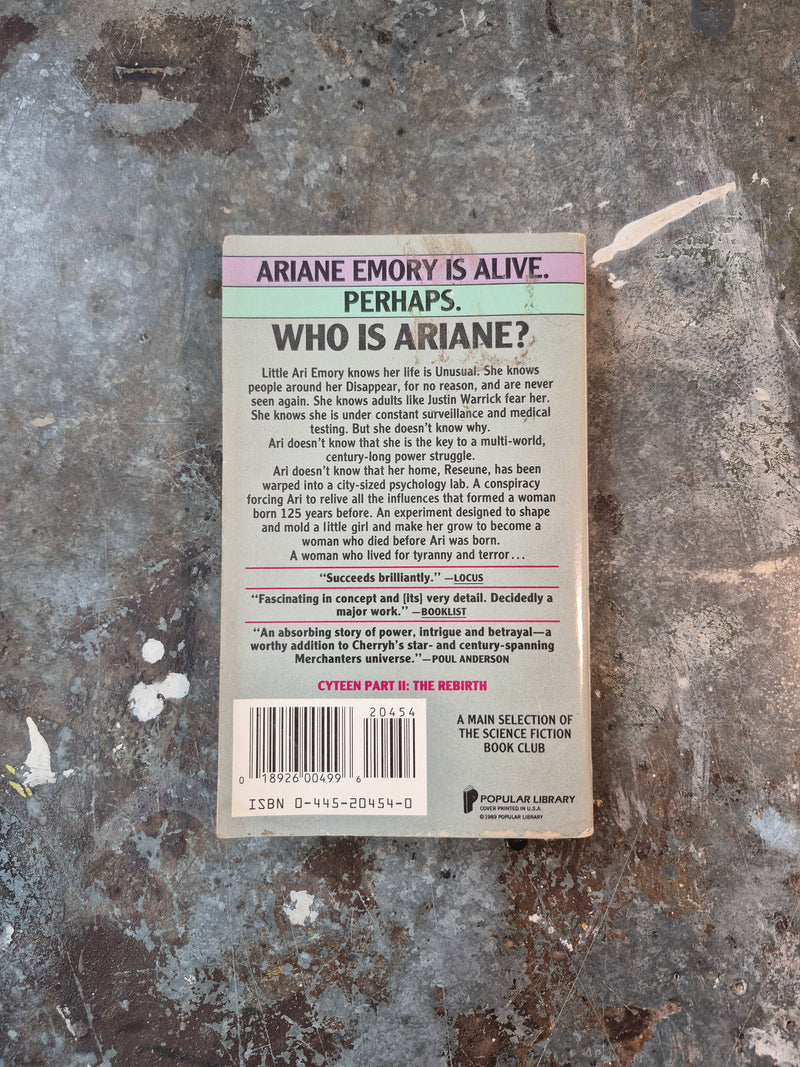 ARIANE EMORY IS ALIVE.
PERHAPS.
WHO IS ARIANE?
Little Ari Emory knows her life is Unusual. She knows
people around her Disappear, for no reason, and are never
seen again. She knows adults like Justin Warrick fear her.
She knows she is under constant surveillance and medical
testing. But she doesn't know why.
Ari doesn't know that she is the key to a multi-world,
century-long power struggle.
Ari doesn't know that her home, Reseune, has been
warped into a city-sized psychology lab. A conspiracy
forcing Ari to relive all the influences that formed a woman
born 125 years before. An experiment designed to shape
and mold a little girl and make her grow to become a
woman who died before Ari was born.
A woman who lived for tyranny and terror...
"Succeeds brilliantly." —LOCUS
"Fascinating in concept and [its] very detail. Decidedly a
major work." —BOOKLIST
"An absorbing story of power, intrigue and betrayal—a
worthy addition to Cherryh's star- and century-spanning
Merchanters universe."—POUL ANDERSON
CYTEEN PART II: THE REBIRTH
20454
0 18926 00499 6
ISBN 0-445-20454-0
A MAIN SELECTION OF
THE SCIENCE FICTION
BOOK CLUB
POPULAR LIBRARY
COVER PRINTED IN U.S.A.
©1989 POPULAR LIBRARY